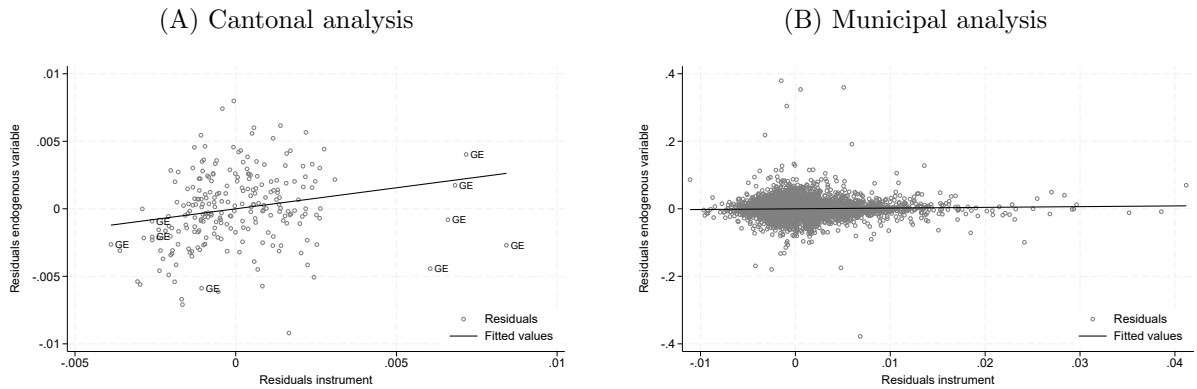 (A) Cantonal analysis
.01
.005
0
-.005
-.01
Residuals endogenous variable
GE
GE
GE
GE
GE
GE
GE
GE
GE
Residuals
Fitted values
-.005
0
.005
.01
Residuals instrument
(B) Municipal analysis
.4
.2
0
-.2
-.4
Residuals endogenous variable
Residuals
Fitted values
-.01
0
.01
.02
.03
.04
Residuals instrument